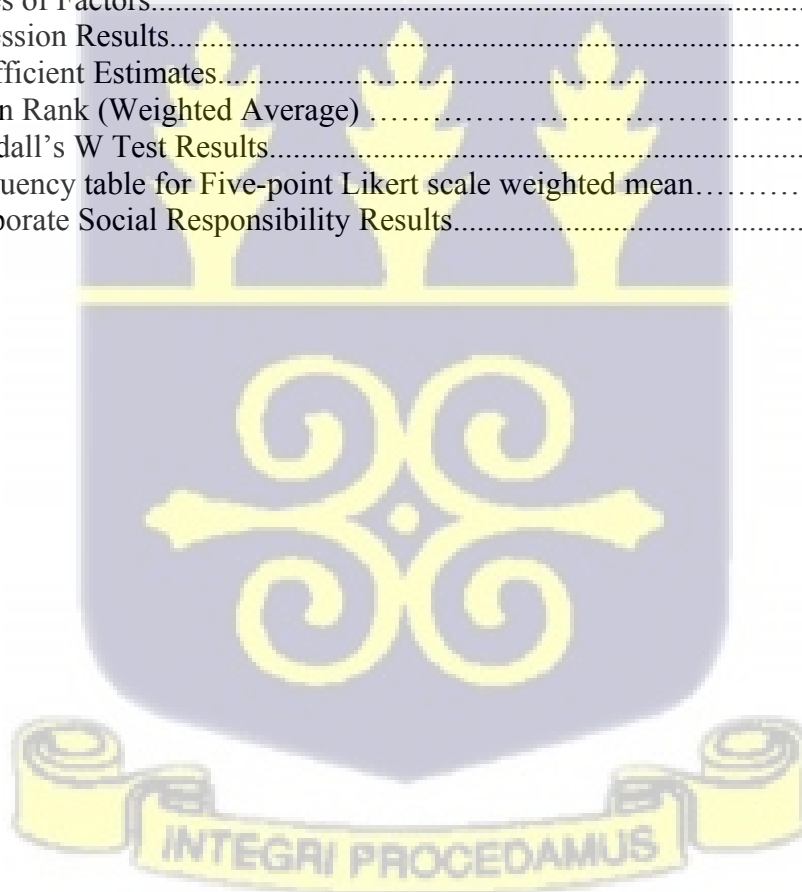 es of Factors..............................................................................
ession Results...........................................................................
fficient Estimates......................................................................
n Rank (Weighted Average) ……………………………………
dall’s W Test Results................................................................
uency table for Five-point Likert scale weighted mean…………
porate Social Responsibility Results.........................................
INTEGRI PROCEDAMUS